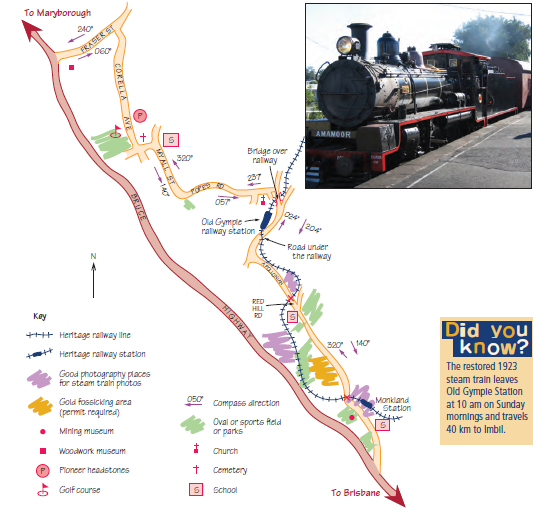 To Maryborough
240°
FRASER ST
060°
CORELLA AVE
P
S
MYALL ST
320°
140°
POPES RD
237°
057°
Bridge over
railway
Old Gympie
railway station
024°
204°
Road under
the railway
BRUCE
HIGHWAY
RED
HILL
RD
S
320°
140°
Monkland
Station
S
To Brisbane
AMAMOOR
N
Key
Heritage railway line
Heritage railway station
Good photography places
for steam train photos
Gold fossicking area
(permit required)
Mining museum
Woodwork museum
P Pioneer headstones
Golf course
050° Compass direction
Oval or sports field
or parks
Church
Cemetery
S School
Did you
know?
The restored 1923
steam train leaves
Old Gympie Station
at 10 am on Sunday
mornings and travels
40 km to Imbil.